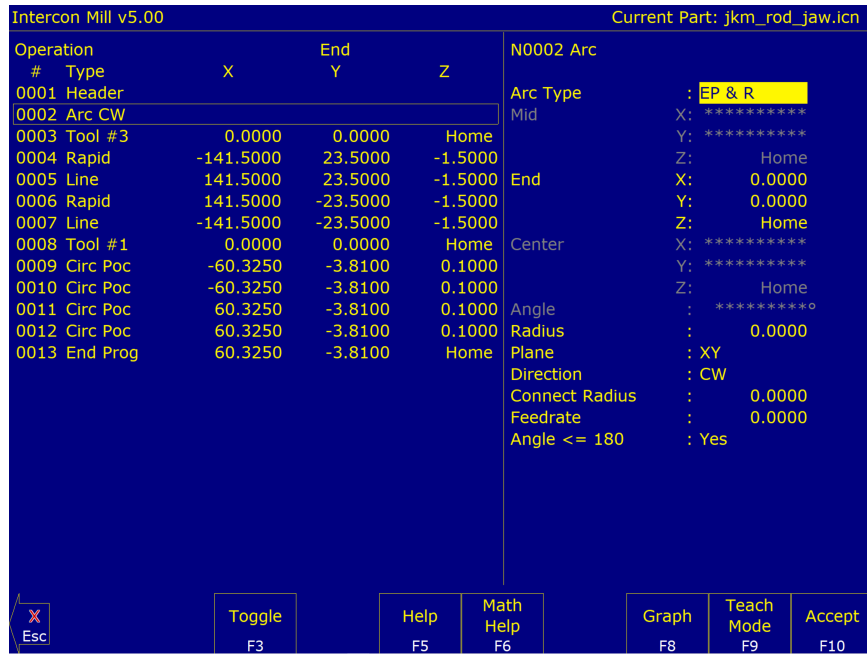 Intercon Mill v5.00 Current Part: jkm_rod_jaw.icn
Operation End
# Type X Y Z
0001 Header
0002 Arc CW
0003 Tool #3 0.0000 0.0000 Home
0004 Rapid -141.5000 23.5000 -1.5000
0005 Line 141.5000 23.5000 -1.5000
0006 Rapid 141.5000 -23.5000 -1.5000
0007 Line -141.5000 -23.5000 -1.5000
0008 Tool #1 0.0000 0.0000 Home
0009 Circ Poc -60.3250 -3.8100 0.1000
0010 Circ Poc -60.3250 -3.8100 0.1000
0011 Circ Poc 60.3250 -3.8100 0.1000
0012 Circ Poc 60.3250 -3.8100 0.1000
0013 End Prog 60.3250 -3.8100 Home
N0002 Arc
Arc Type : EP & R
Mid X: **********
Y: **********
Z: Home
End X: 0.0000
Y: 0.0000
Z: Home
Center X: **********
Y: **********
Z: Home
Angle : *********°
Radius : 0.0000
Plane : XY
Direction : CW
Connect Radius : 0.0000
Feedrate : 0.0000
Angle <= 180 : Yes
X
Esc
Toggle
F3
Help
F5
Math
Help
F6
Graph
F8
Teach
Mode
F9
Accept
F10